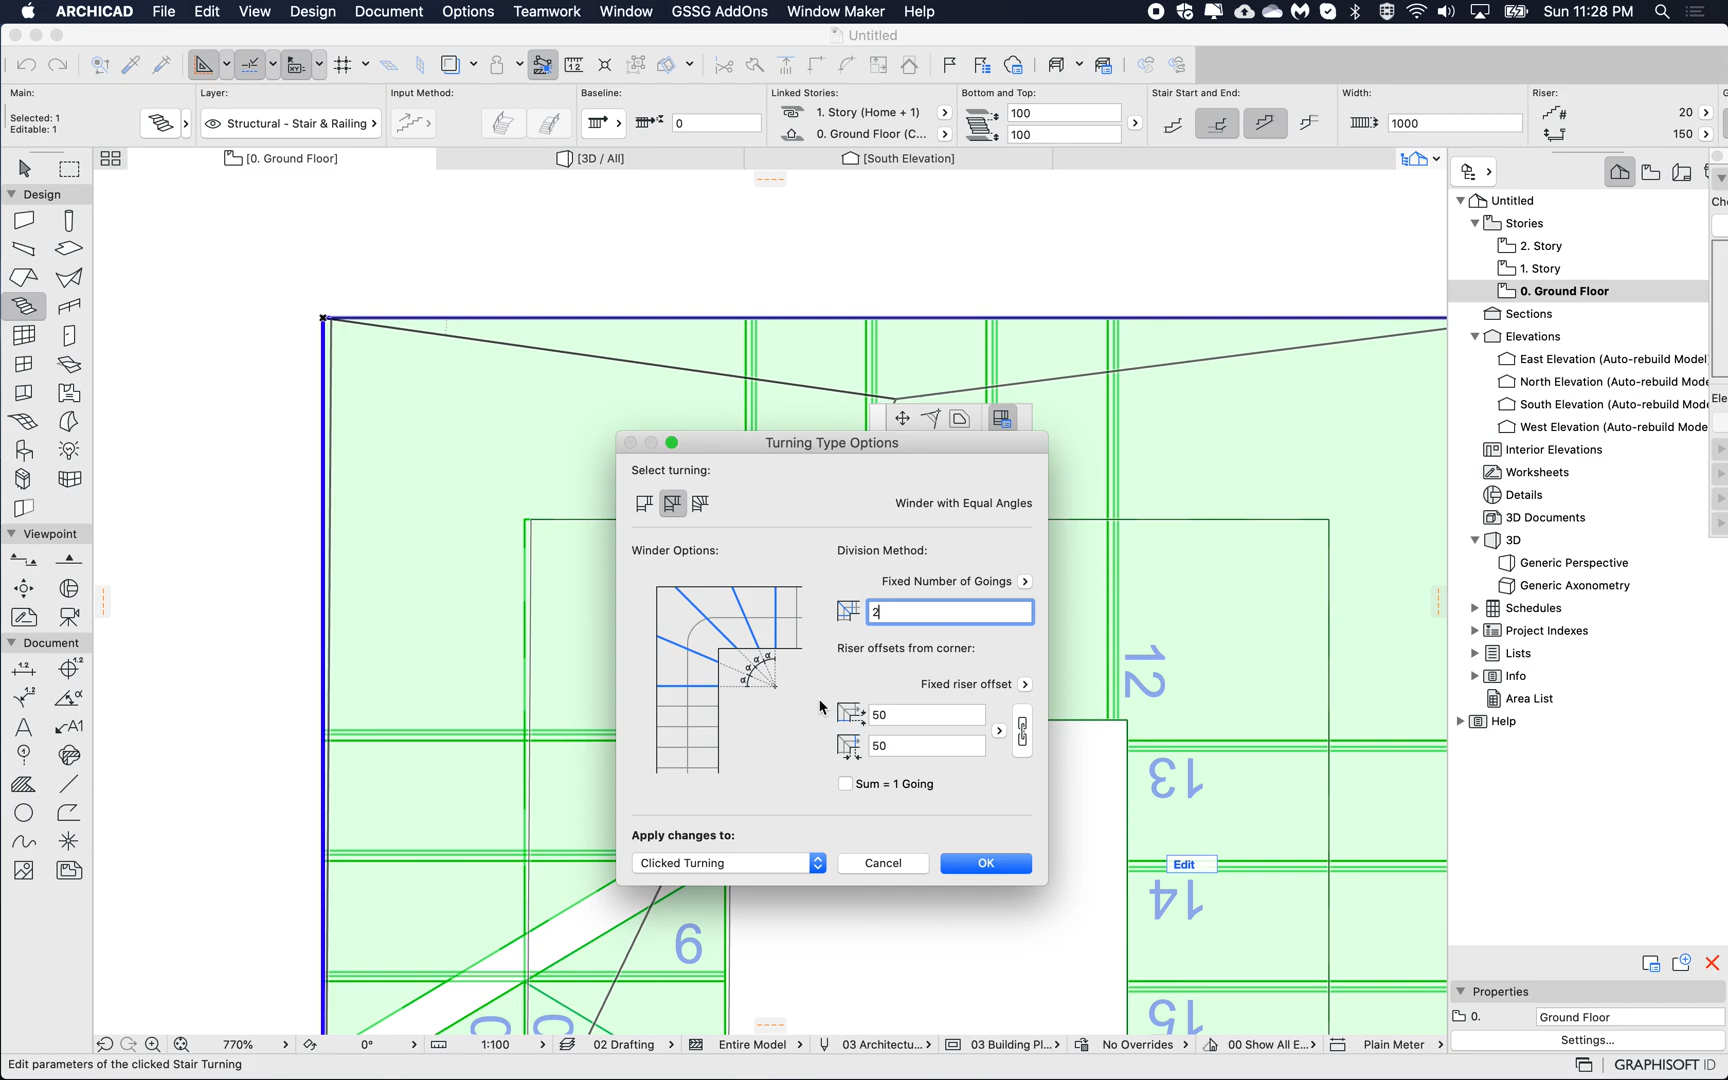 ARCHICAD File Edit View Design Document Options Teamwork Window GSSG AddOns Window Maker Help Sun 11:28 PM
Untitled
Main: Layer: Input Method: Baseline: Linked Stories: Bottom and Top: Stair Start and End: Width: Riser:
Selected: 1
Editable: 1
Structural - Stair & Railing
0
1. Story (Home + 1)
0. Ground Floor (C...
100
100
1000
20
150
[0. Ground Floor] [3D / All] [South Elevation]
Design
Viewpoint
Document
Untitled
Stories
2. Story
1. Story
0. Ground Floor
Sections
Elevations
East Elevation (Auto-rebuild Model
North Elevation (Auto-rebuild Mode
South Elevation (Auto-rebuild Mod
West Elevation (Auto-rebuild Mode
Interior Elevations
Worksheets
Details
3D Documents
3D
Generic Perspective
Generic Axonometry
Schedules
Project Indexes
Lists
Info
Area List
Help
Ch
Ele
Turning Type Options
Select turning:
Winder with Equal Angles
Winder Options:
Division Method:
Fixed Number of Goings
2
Riser offsets from corner:
Fixed riser offset
50
50
Sum = 1 Going
α α α α
Apply changes to:
Clicked Turning
Cancel
OK
12
13
Edit
14
15
9
Properties
0.
Ground Floor
Settings...
770% 0° 1:100 02 Drafting Entire Model 03 Architectu... 03 Building Pl... No Overrides 00 Show All E... Plain Meter
Edit parameters of the clicked Stair Turning
GRAPHISOFT ID